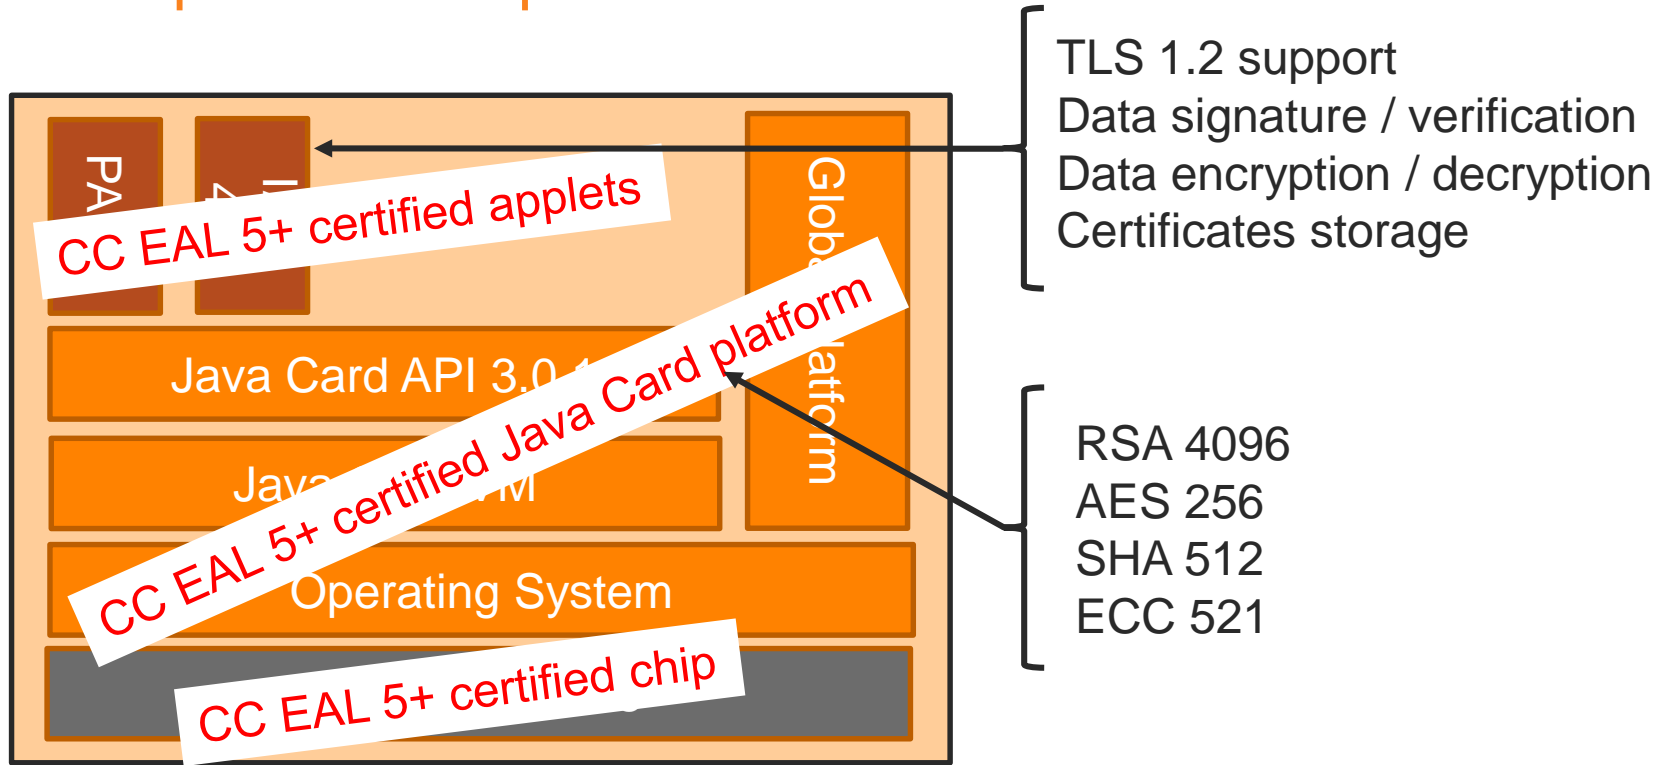 TLS 1.2 support
Data signature / verification
Data encryption / decryption
Certificates storage
PA
CC EAL 5+ certified applets
Java Card API 3.0
CC EAL 5+ certified Java Card platform
Operating System
CC EAL 5+ certified chip
RSA 4096
AES 256
SHA 512
ECC 521